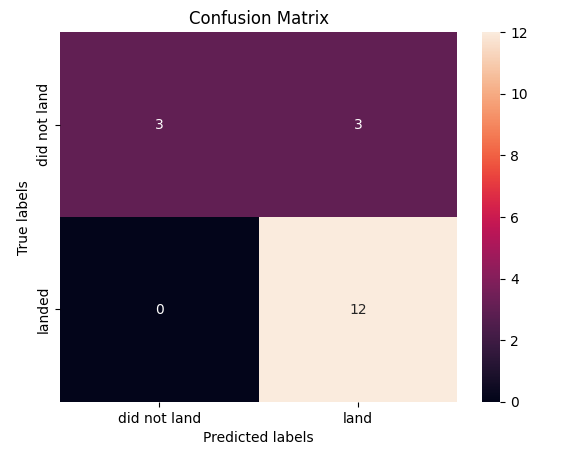 Confusion Matrix
True labels
did not land
landed
3
3
0
12
did not land
land
Predicted labels
12
10
8
6
4
2
0